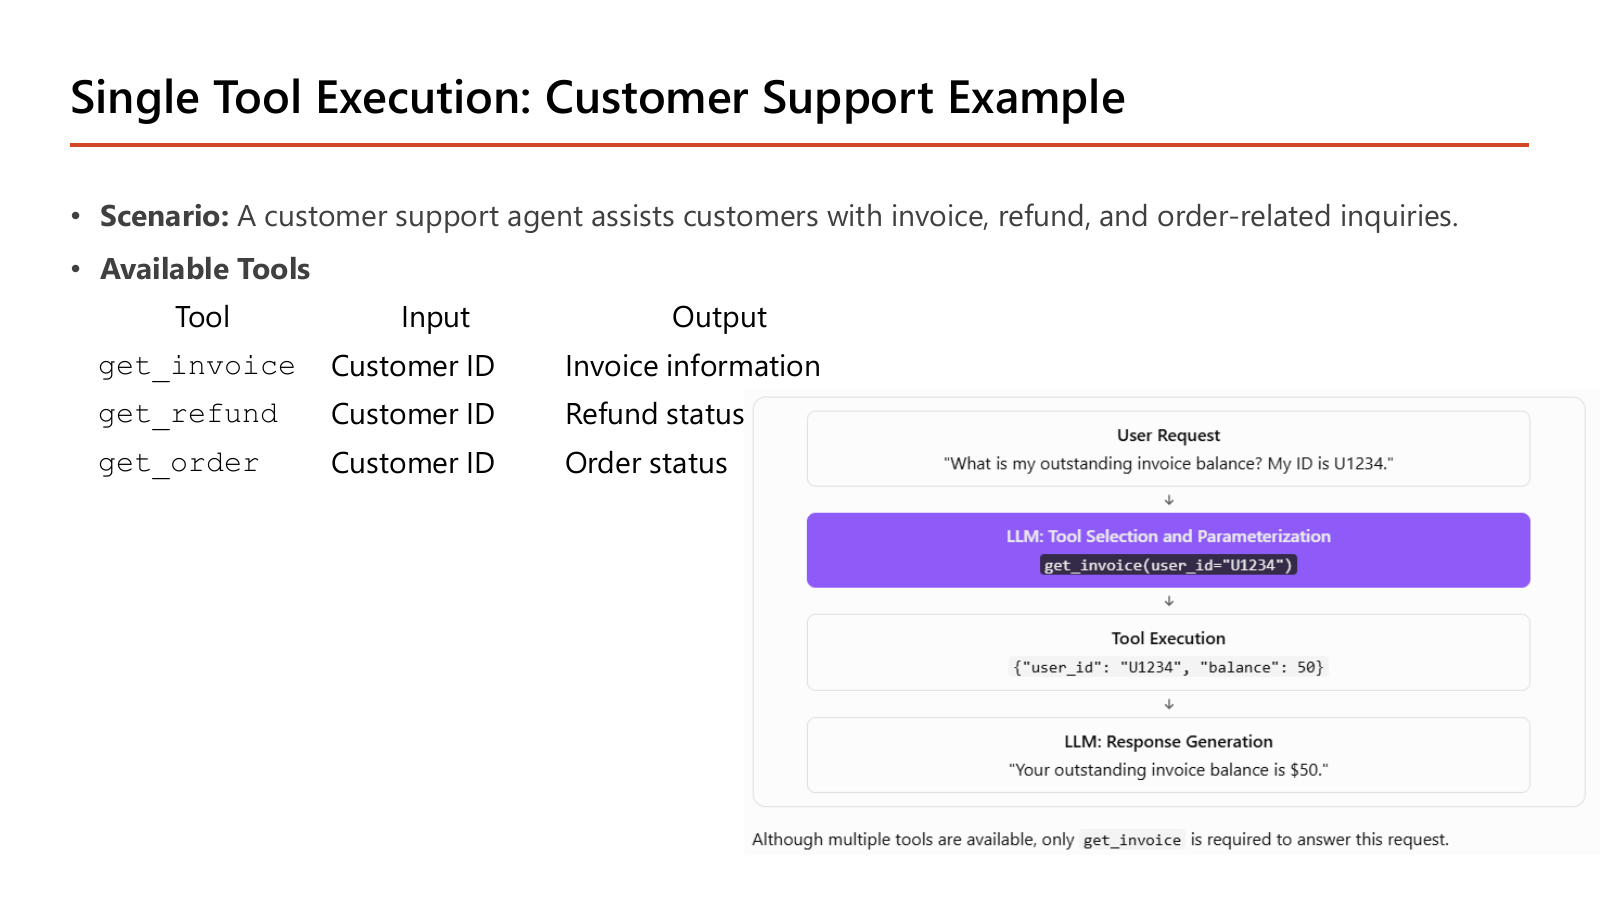 Single Tool Execution: Customer Support Example
• Scenario: A customer support agent assists customers with invoice, refund, and order-related inquiries.
• Available Tools
Tool Input Output
get_invoice Customer ID Invoice information
get_refund Customer ID Refund status
get_order Customer ID Order status
User Request
"What is my outstanding invoice balance? My ID is U1234."
↓
LLM: Tool Selection and Parameterization
get_invoice(user_id="U1234")
↓
Tool Execution
{"user_id": "U1234", "balance": 50}
↓
LLM: Response Generation
"Your outstanding invoice balance is $50."
Although multiple tools are available, only get_invoice is required to answer this request.